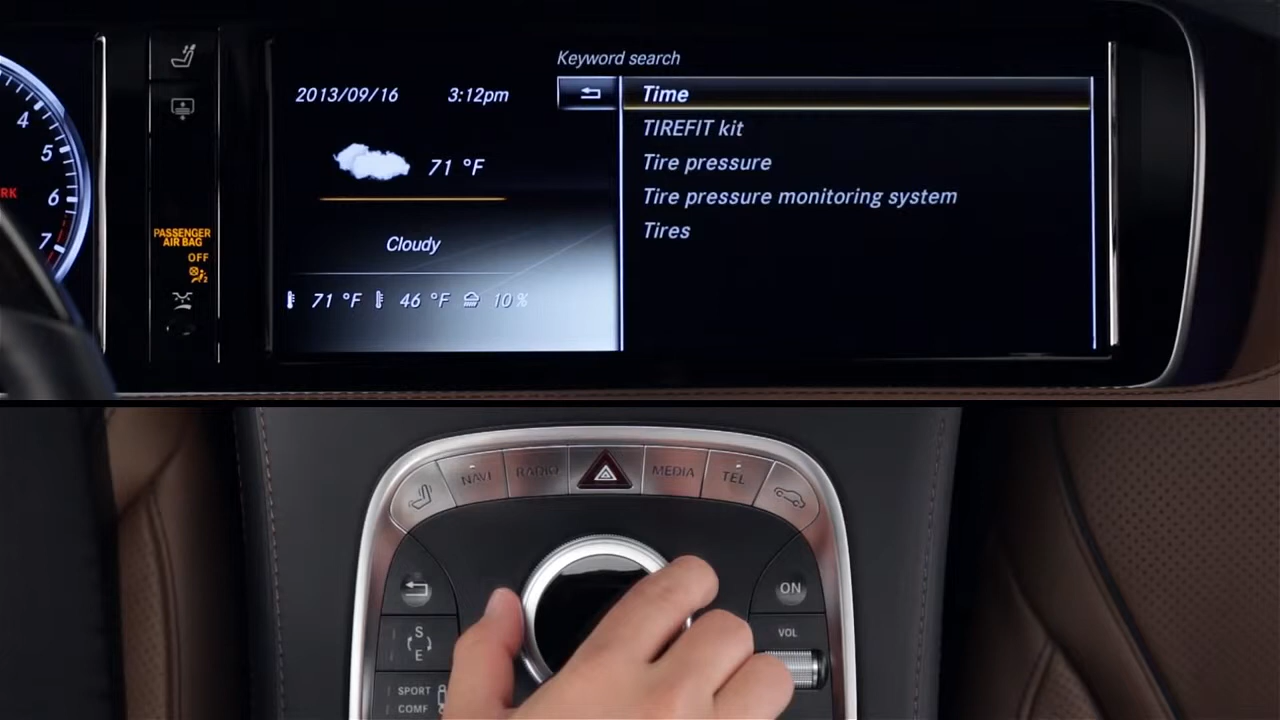 Keyword search
2013/09/16 3:12pm
Time
TIREFIT kit
71 °F
Tire pressure
Tire pressure monitoring system
Tires
Cloudy
71 °F 46 °F 10 %
4
5
6
7
RK
PASSENGER
AIR BAG
OFF
2
NAVI RADIO MEDIA TEL
ON
VOL
S
E
SPORT
COMF